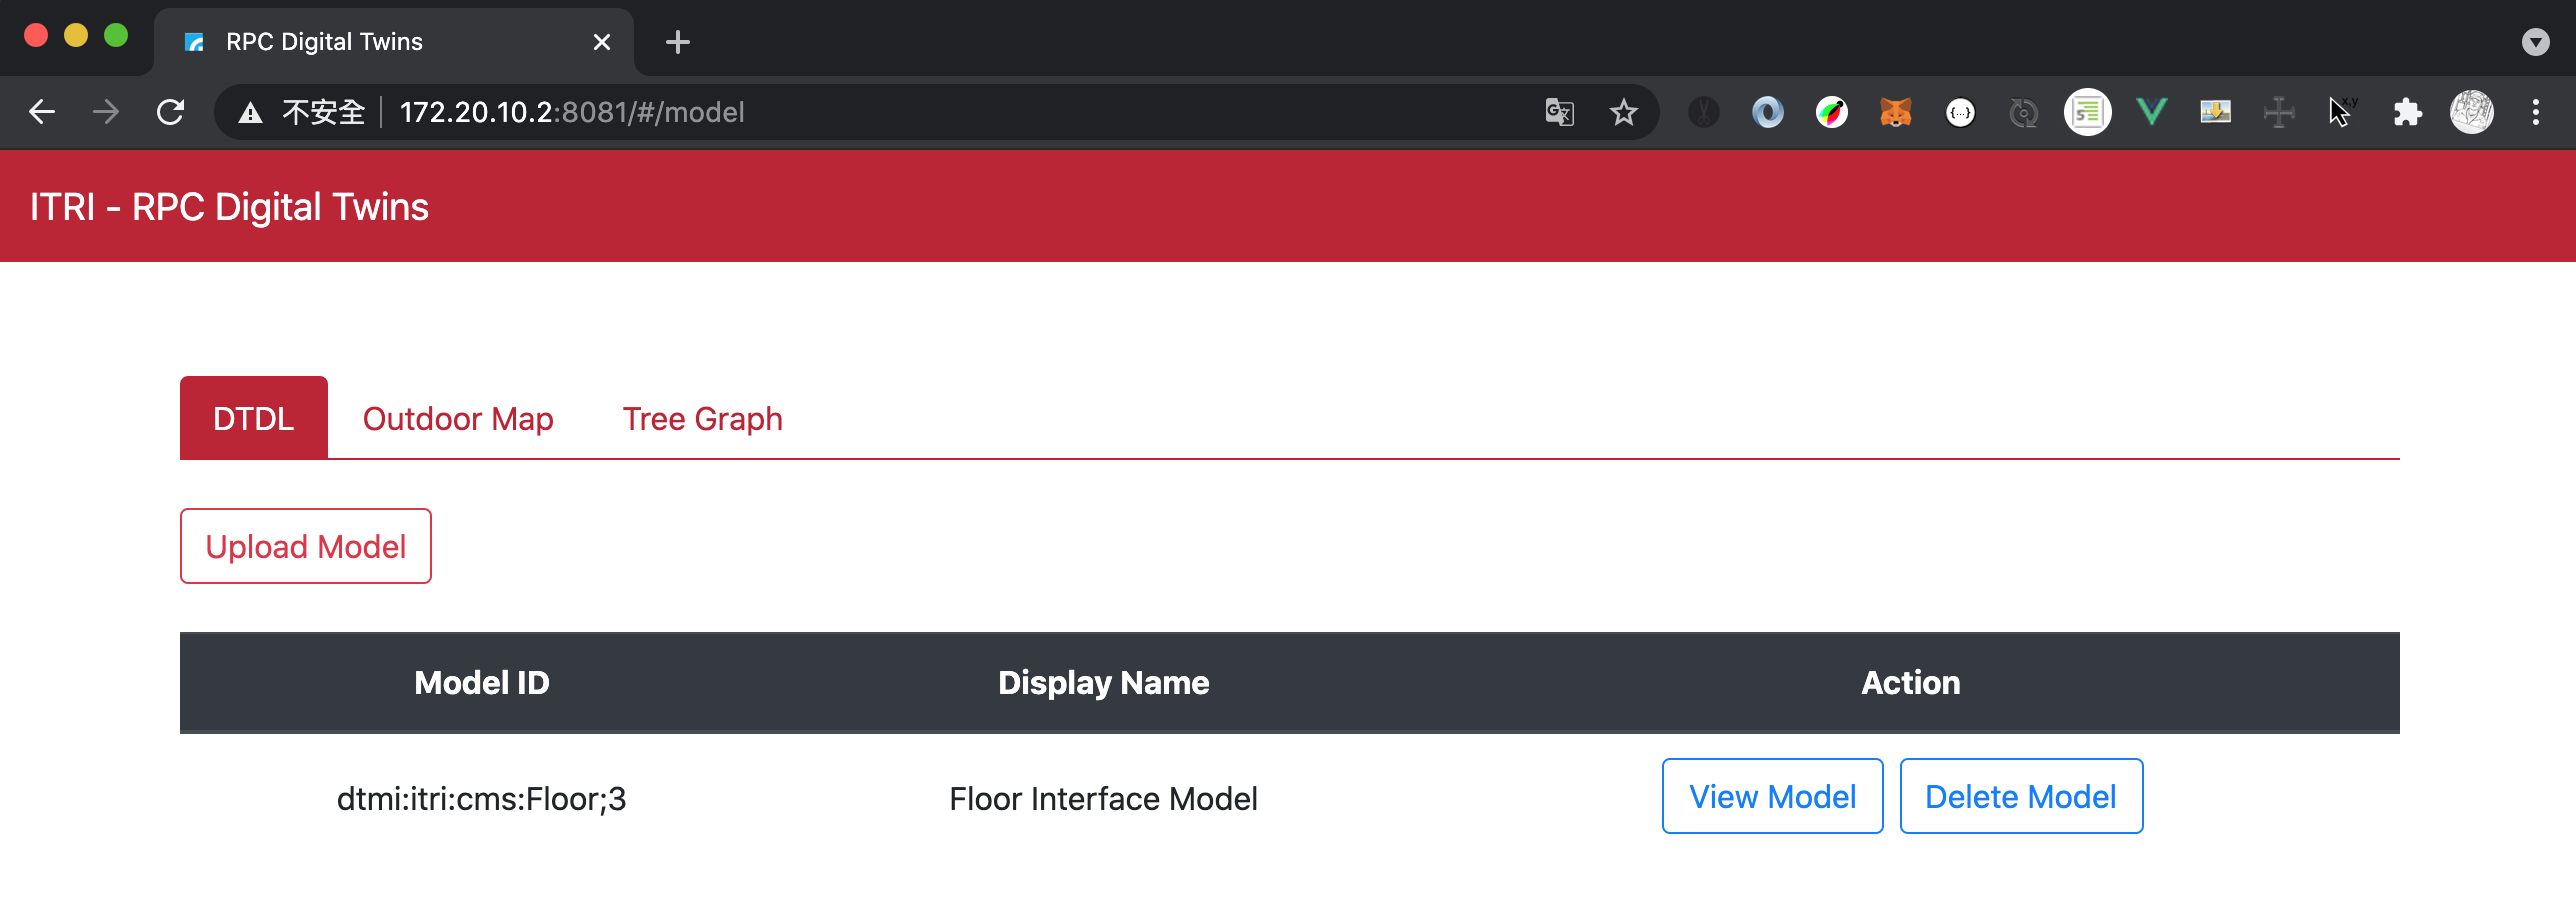 RPC Digital Twins
不安全 172.20.10.2:8081/#/model
ITRI - RPC Digital Twins
DTDL Outdoor Map Tree Graph
Upload Model
Model ID Display Name Action
dtmi:itri:cms:Floor;3 Floor Interface Model View Model Delete Model